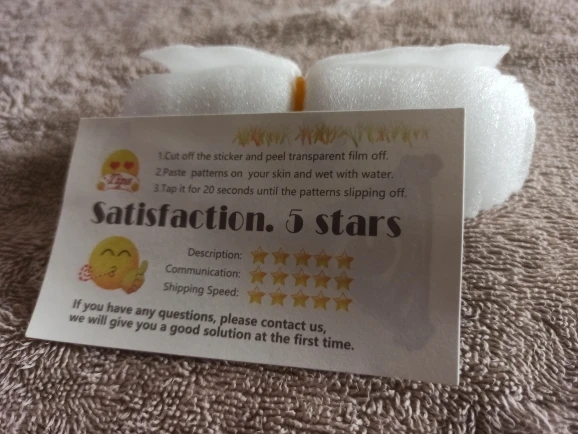 1.Cut off the sticker and peel transparent film off.
2.Paste patterns on your skin and wet with water.
3.Tap it for 20 seconds until the patterns slipping off.
Tips
Satisfaction. 5 stars
Description:
Communication:
Shipping Speed:
If you have any questions, please contact us,
we will give you a good solution at the first time.